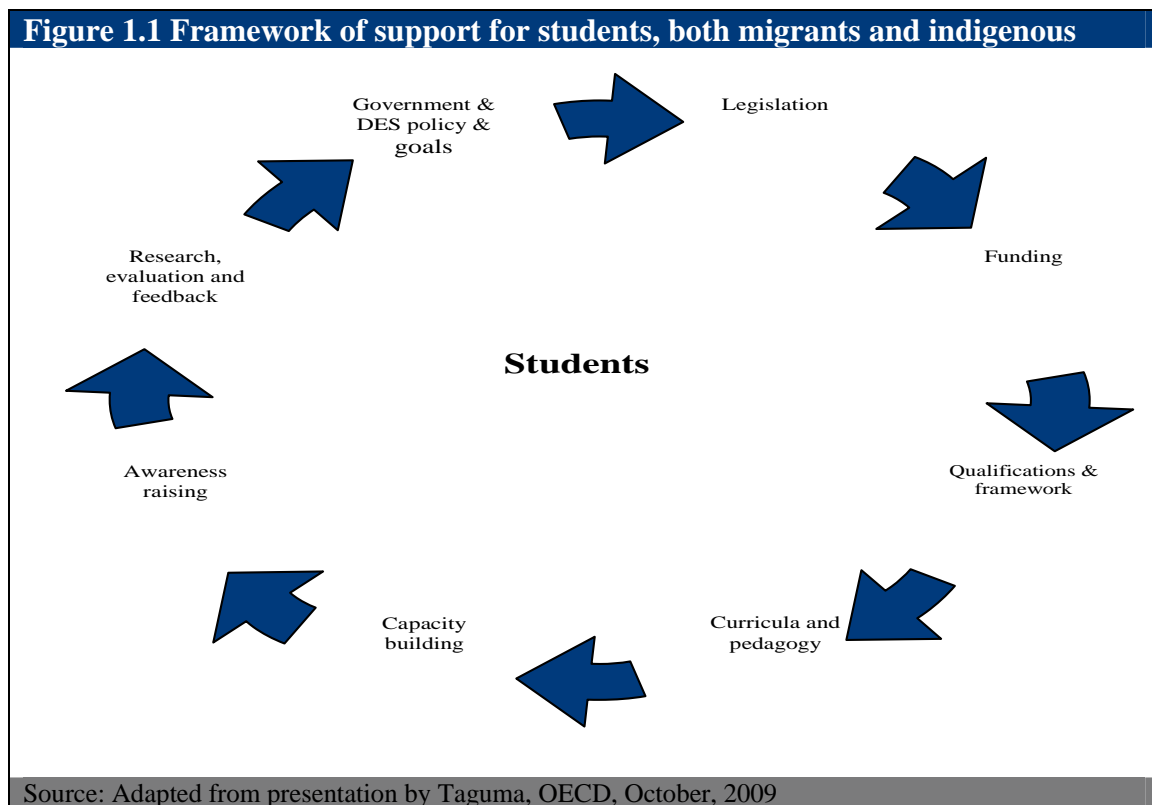 Figure 1.1 Framework of support for students, both migrants and indigenous
Government &
DES policy &
goals
Legislation
Research,
evaluation and
feedback
Funding
Students
Awareness
raising
Qualifications &
framework
Capacity
building
Curricula and
pedagogy
Source: Adapted from presentation by Taguma, OECD, October, 2009